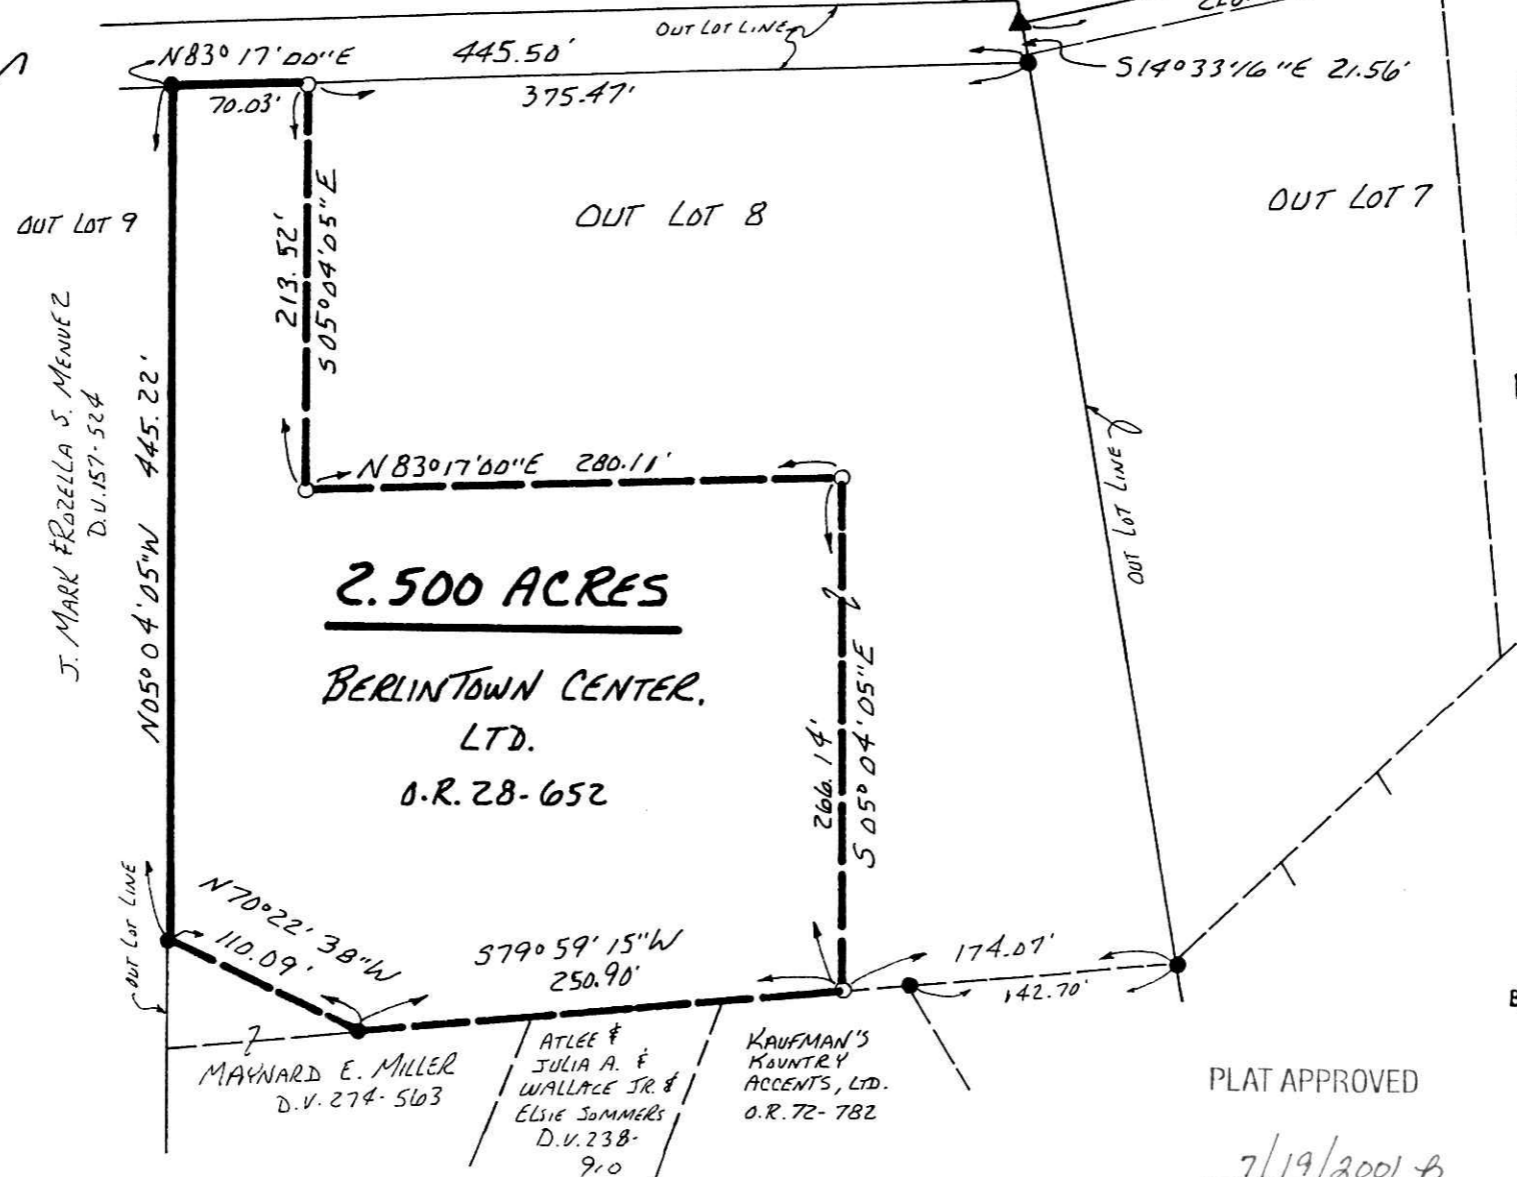 OUT LOT LINE
N83° 17' 00"E
445.50'
70.03'
375.47'
S14°33'16"E 21.56'
OUT LOT 9
OUT LOT 8
OUT LOT 7
213.52'
S05°04'05"E
J. MARK & ROZELLA S. MENUEZ
D.V. 157-524
N05°04'05"W 445.22'
N83°17'00"E 280.11'
OUT LOT LINE
2.500 ACRES
BERLINTOWN CENTER,
LTD.
O.R. 28-652
266.14'
S 05°04'05"E
OUT LOT LINE
N70°22'38"W
110.09'
S79°59'15"W
250.90'
174.07'
142.70'
MAYNARD E. MILLER
D.V. 274-563
ATLEE &
JULIA A. &
WALLACE JR. &
ELSIE SOMMERS
D.V. 238-
910
KAUFMAN'S
KOUNTRY
ACCENTS, LTD.
O.R. 72-782
PLAT APPROVED
7/19/2001